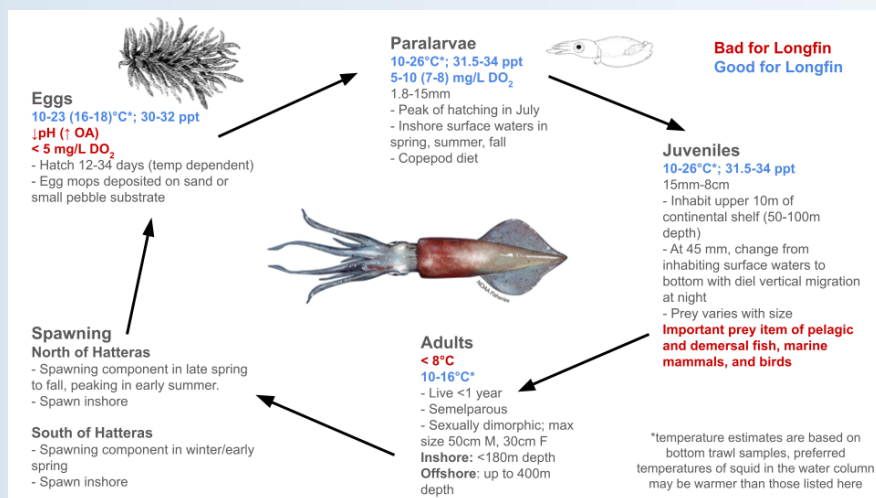 Bad for Longfin
Good for Longfin
Eggs
10-23 (16-18)°C*; 30-32 ppt
↓pH (↑ OA)
< 5 mg/L DO₂
- Hatch 12-34 days (temp dependent)
- Egg mops deposited on sand or
small pebble substrate
Paralarvae
10-26°C*; 31.5-34 ppt
5-10 (7-8) mg/L DO₂
1.8-15mm
- Peak of hatching in July
- Inshore surface waters in
spring, summer, fall
- Copepod diet
Juveniles
10-26°C*; 31.5-34 ppt
15mm-8cm
- Inhabit upper 10m of
continental shelf (50-100m
depth)
- At 45 mm, change from
inhabiting surface waters to
bottom with diel vertical migration
at night
- Prey varies with size
Important prey item of pelagic
and demersal fish, marine
mammals, and birds
Adults
< 8°C
10-16°C*
- Live <1 year
- Semelparous
- Sexually dimorphic; max
size 50cm M, 30cm F
Inshore: <180m depth
Offshore: up to 400m
depth
Spawning
North of Hatteras
- Spawning component in late spring
to fall, peaking in early summer.
- Spawn inshore
South of Hatteras
- Spawning component in winter/early
spring
- Spawn inshore
NOAA Fisheries
*temperature estimates are based on
bottom trawl samples, preferred
temperatures of squid in the water column
may be warmer than those listed here